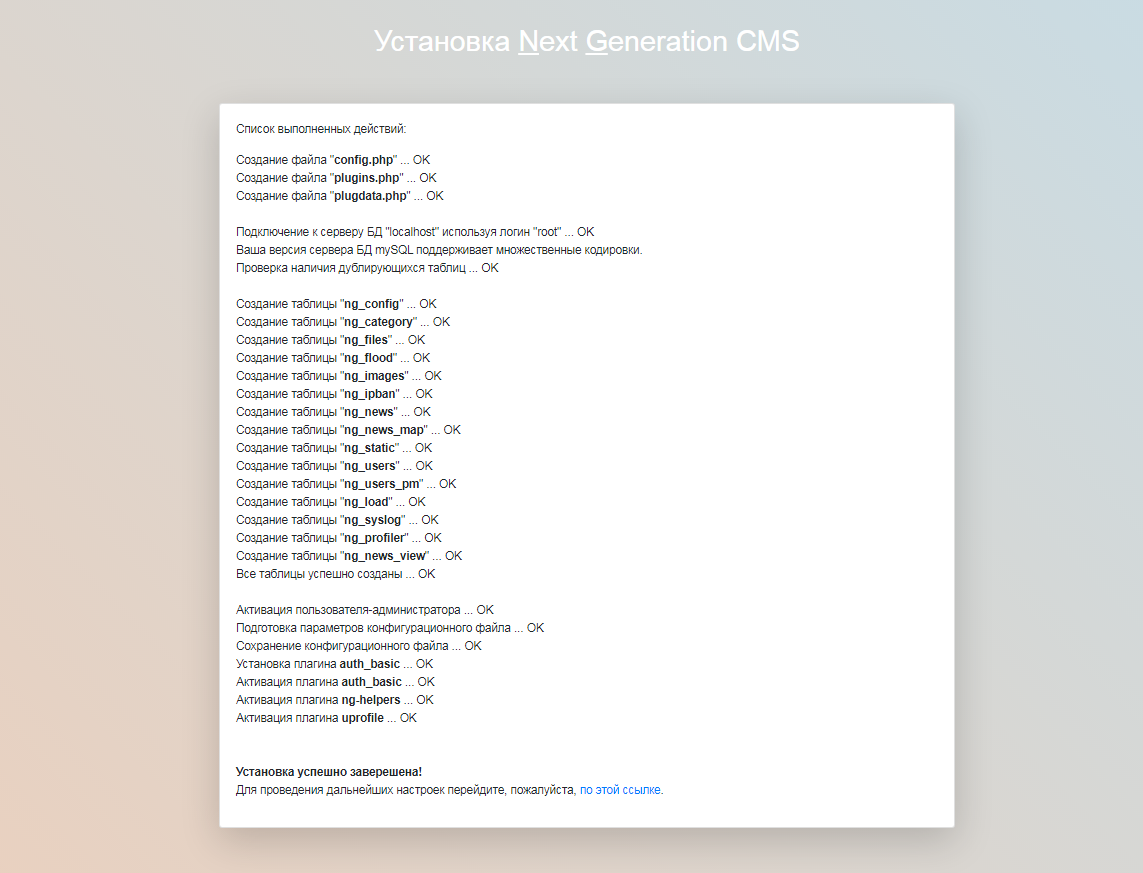 Установка Next Generation CMS
Список выполненных действий:
Создание файла "config.php" ... OK
Создание файла "plugins.php" ... OK
Создание файла "plugdata.php" ... OK
Подключение к серверу БД "localhost" используя логин "root" ... OK
Ваша версия сервера БД mySQL поддерживает множественные кодировки.
Проверка наличия дублирующихся таблиц ... OK
Создание таблицы "ng_config" ... OK
Создание таблицы "ng_category" ... OK
Создание таблицы "ng_files" ... OK
Создание таблицы "ng_flood" ... OK
Создание таблицы "ng_images" ... OK
Создание таблицы "ng_ipban" ... OK
Создание таблицы "ng_news" ... OK
Создание таблицы "ng_news_map" ... OK
Создание таблицы "ng_static" ... OK
Создание таблицы "ng_users" ... OK
Создание таблицы "ng_users_pm" ... OK
Создание таблицы "ng_load" ... OK
Создание таблицы "ng_syslog" ... OK
Создание таблицы "ng_profiler" ... OK
Создание таблицы "ng_news_view" ... OK
Все таблицы успешно созданы ... OK
Активация пользователя-администратора ... OK
Подготовка параметров конфигурационного файла ... OK
Сохранение конфигурационного файла ... OK
Установка плагина auth_basic ... OK
Активация плагина auth_basic ... OK
Активация плагина ng-helpers ... OK
Активация плагина uprofile ... OK
Установка успешно заверешена!
Для проведения дальнейших настроек перейдите, пожалуйста, по этой ссылке.